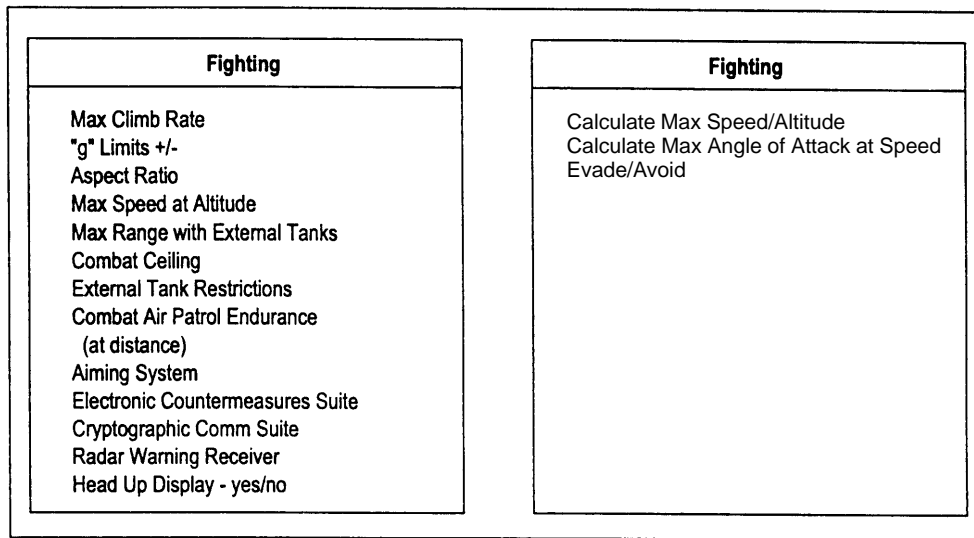 Fighting
Max Climb Rate
"g" Limits +/-
Aspect Ratio
Max Speed at Altitude
Max Range with External Tanks
Combat Ceiling
External Tank Restrictions
Combat Air Patrol Endurance
(at distance)
Aiming System
Electronic Countermeasures Suite
Cryptographic Comm Suite
Radar Warning Receiver
Head Up Display - yes/no
Fighting
Calculate Max Speed/Altitude
Calculate Max Angle of Attack at Speed
Evade/Avoid